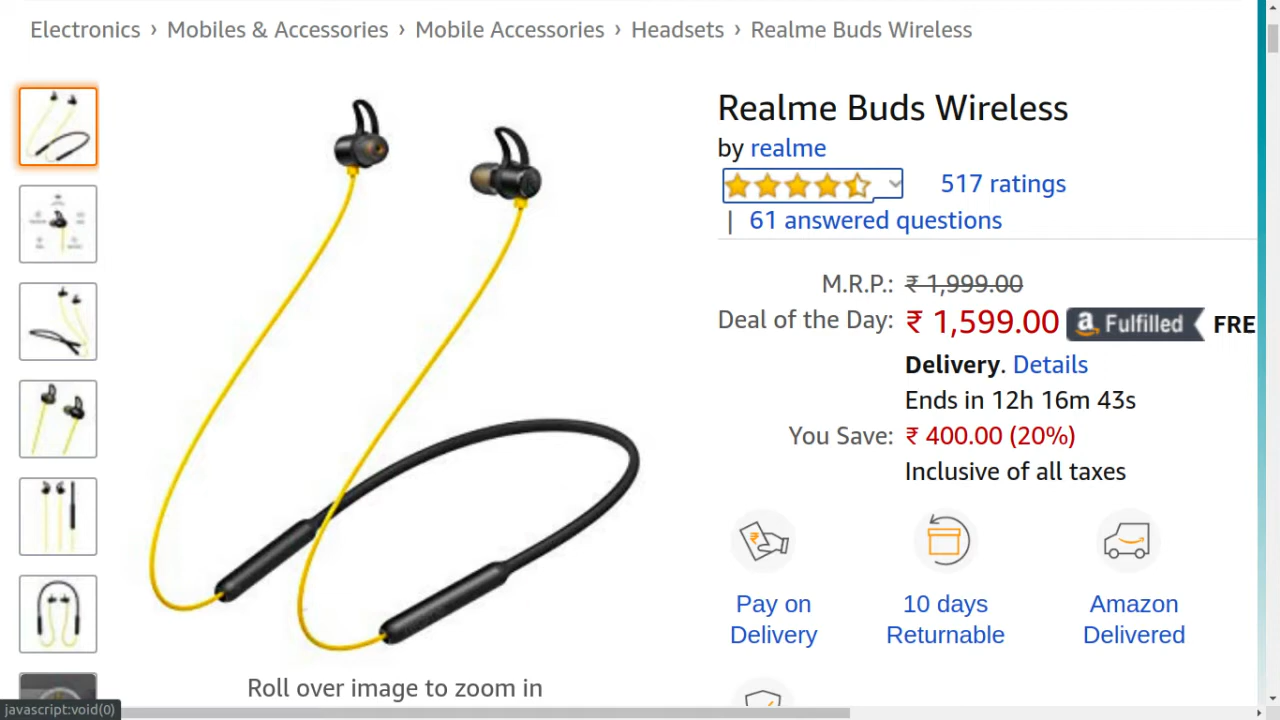 Electronics › Mobiles & Accessories › Mobile Accessories › Headsets › Realme Buds Wireless
Realme Buds Wireless
by realme
517 ratings
| 61 answered questions
M.R.P.: ₹ 1,999.00
Deal of the Day: ₹ 1,599.00 a Fulfilled FREE
Delivery. Details
Ends in 12h 16m 43s
You Save: ₹ 400.00 (20%)
Inclusive of all taxes
Pay on
Delivery
10 days
Returnable
Amazon
Delivered
Roll over image to zoom in
javascript:void(0)